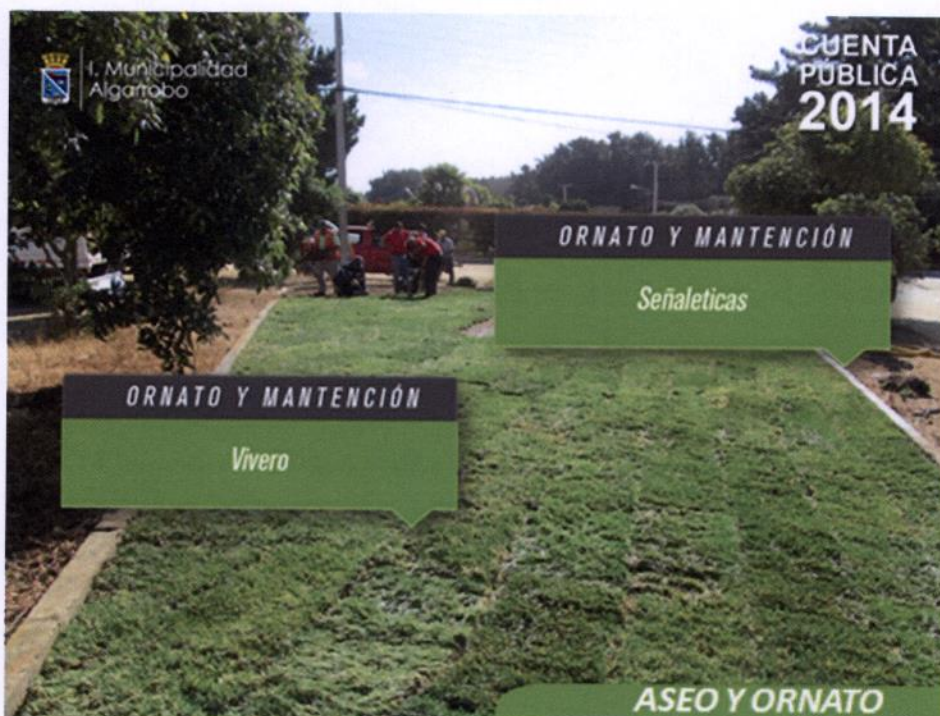 I. Municipalidad
Algarrobo
CUENTA
PÚBLICA
2014
ORNATO Y MANTENCIÓN
Señaleticas
ORNATO Y MANTENCIÓN
Vivero
ASEO Y ORNATO